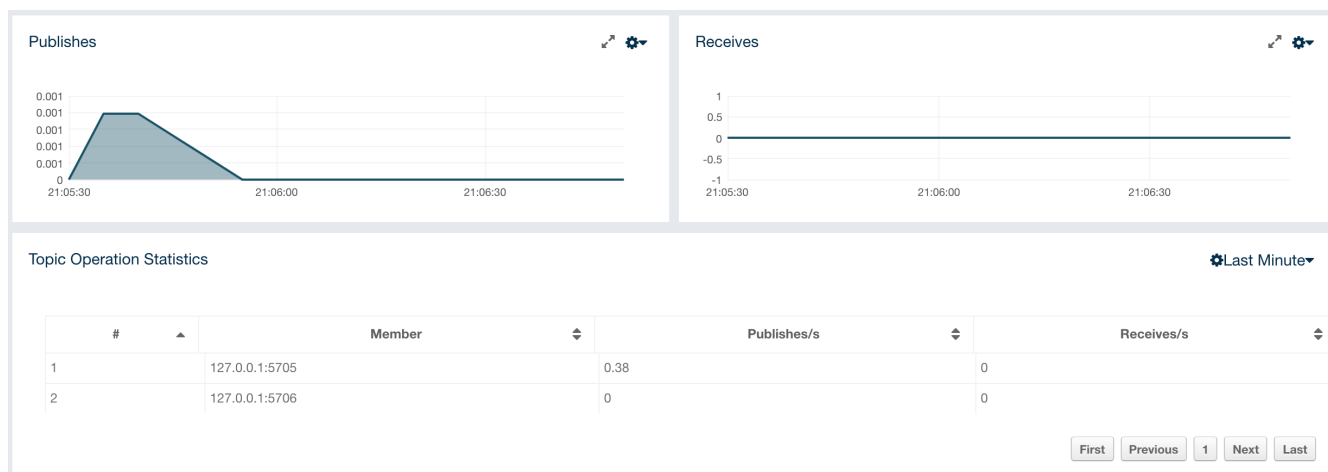 Publishes
0.001
0.001
0.001
0.001
0.001
0
21:05:30 21:06:00 21:06:30
Receives
1
0.5
0
-0.5
-1
21:05:30 21:06:00 21:06:30
Topic Operation Statistics
Last Minute
# Member Publishes/s Receives/s
1 127.0.0.1:5705 0.38 0
2 127.0.0.1:5706 0 0
First Previous 1 Next Last